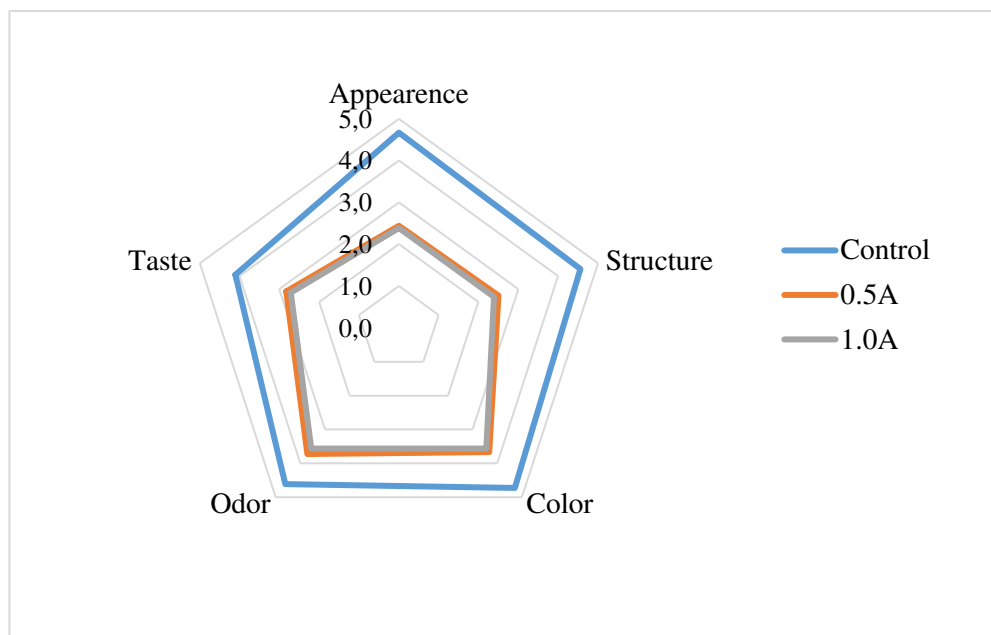 Appearence
5,0
4,0
3,0
2,0
1,0
0,0
Taste
Structure
Odor
Color
Control
0.5A
1.0A